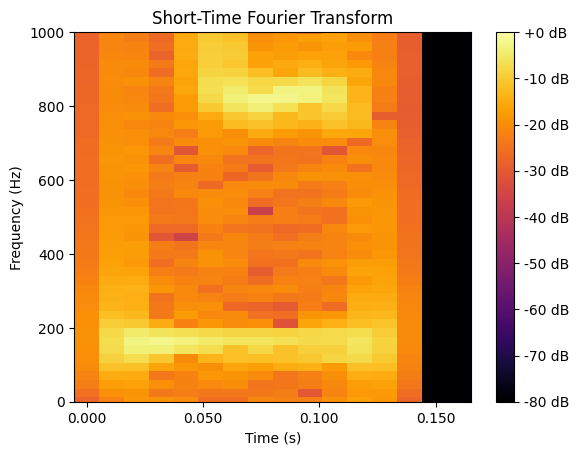 Short-Time Fourier Transform
1000
800
600
400
200
0
Frequency (Hz)
0.000
0.050
0.100
0.150
Time (s)
+0 dB
-10 dB
-20 dB
-30 dB
-40 dB
-50 dB
-60 dB
-70 dB
-80 dB